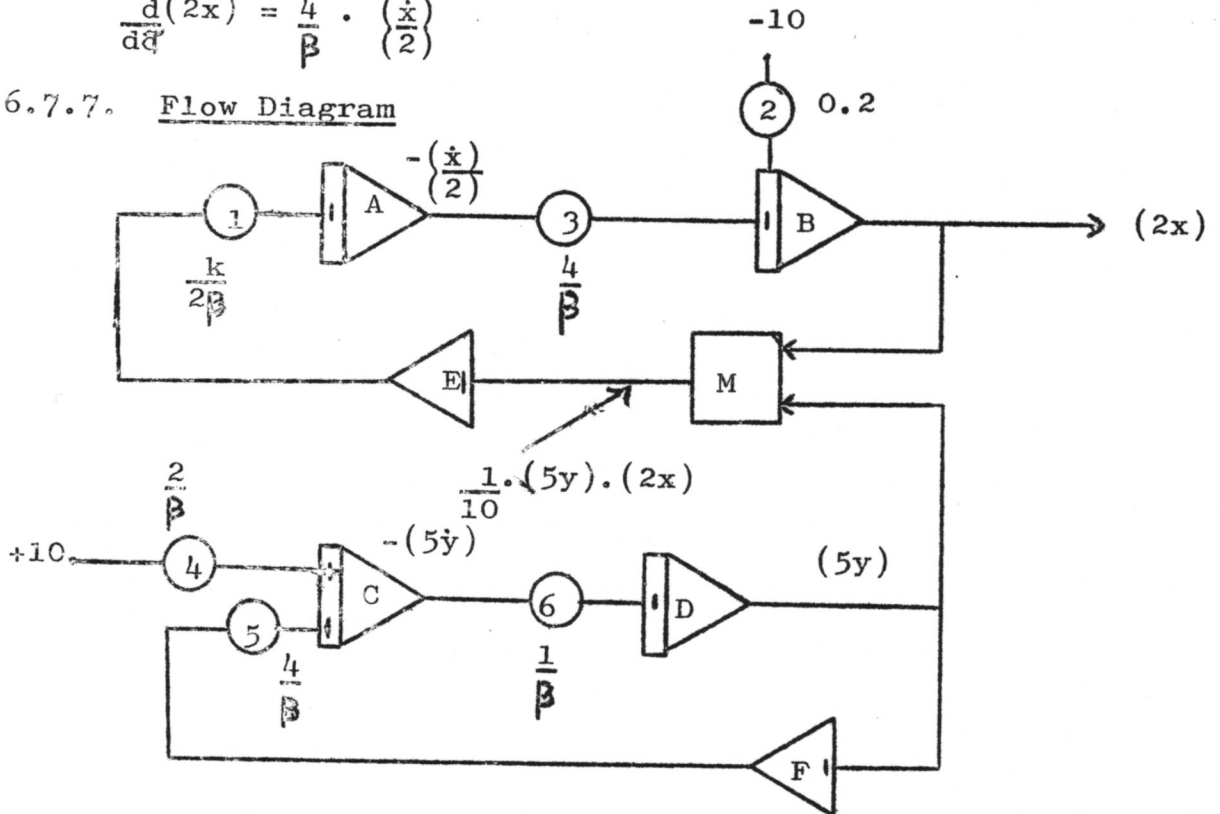 d/dτ (2x) = 4/β · (ẋ/2)
-10
6.7.7. Flow Diagram
2 0.2
-(ẋ/2)
1 A 3 B (2x)
k/2β
4/β
E M
1/10 · (5y) . (2x)
2/β
-(5ẏ)
+10 4 (5y)
C 6 D
5
4/β
1/β
F